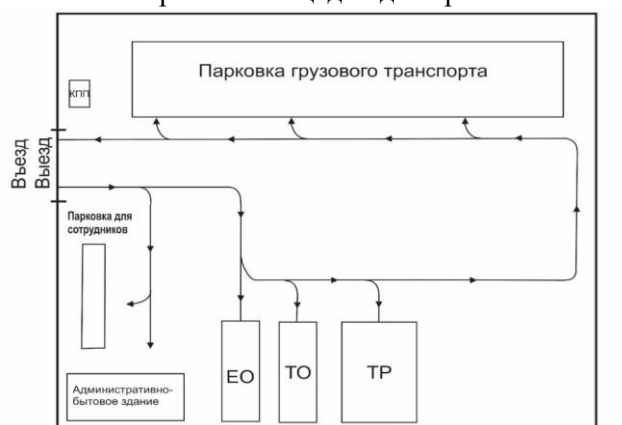 Парковка грузового транспорта
КПП
Въезд
Выезд
Парковка для
сотрудников
ЕО
ТО
ТР
Административно-
бытовое здание